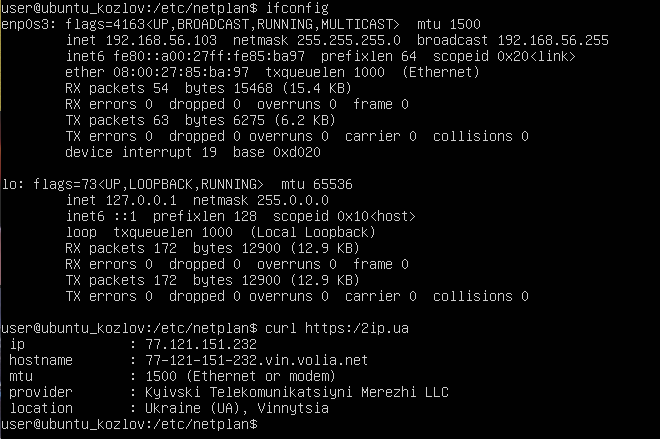 user@ubuntu_kozlov:/etc/netplan$ ifconfig
enp0s3: flags=4163<UP,BROADCAST,RUNNING,MULTICAST>  mtu 1500
        inet 192.168.56.103  netmask 255.255.255.0  broadcast 192.168.56.255
        inet6 fe80::a00:27ff:fe85:ba97  prefixlen 64  scopeid 0x20<link>
        ether 08:00:27:85:ba:97  txqueuelen 1000  (Ethernet)
        RX packets 54  bytes 15468 (15.4 KB)
        RX errors 0  dropped 0  overruns 0  frame 0
        TX packets 63  bytes 6275 (6.2 KB)
        TX errors 0  dropped 0 overruns 0  carrier 0  collisions 0
        device interrupt 19  base 0xd020

lo: flags=73<UP,LOOPBACK,RUNNING>  mtu 65536
        inet 127.0.0.1  netmask 255.0.0.0
        inet6 ::1  prefixlen 128  scopeid 0x10<host>
        loop  txqueuelen 1000  (Local Loopback)
        RX packets 172  bytes 12900 (12.9 KB)
        RX errors 0  dropped 0  overruns 0  frame 0
        TX packets 172  bytes 12900 (12.9 KB)
        TX errors 0  dropped 0 overruns 0  carrier 0  collisions 0

user@ubuntu_kozlov:/etc/netplan$ curl https:/2ip.ua
 ip             : 77.121.151.232
 hostname       : 77-121-151-232.vin.volia.net
 mtu            : 1500 (Ethernet or modem)
 provider       : Kyivski Telekomunikatsiyni Merezhi LLC
 location       : Ukraine (UA), Vinnytsia
user@ubuntu_kozlov:/etc/netplan$